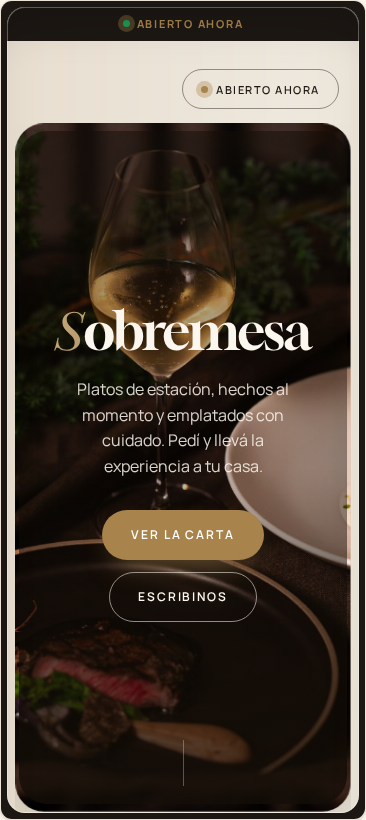 ABIERTO AHORA
ABIERTO AHORA
Sobremesa
Platos de estación, hechos al
momento y emplatados con
cuidado. Pedí y llevá la
experiencia a tu casa.
VER LA CARTA
ESCRIBINOS